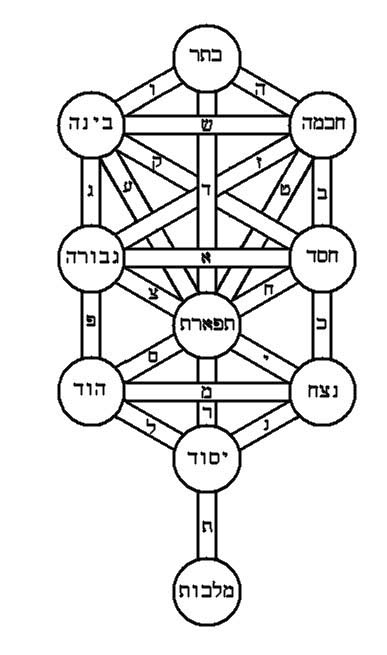 כתר
ה
ו
חכמה
ש
בינה
ז
ק
ב
ט
ד
ע
ג
חסד
א
גבורה
ח
צ
תפארת
כ
פ
י
ס
נצח
מ
הוד
ר
נ
ל
יסוד
ת
מלכות